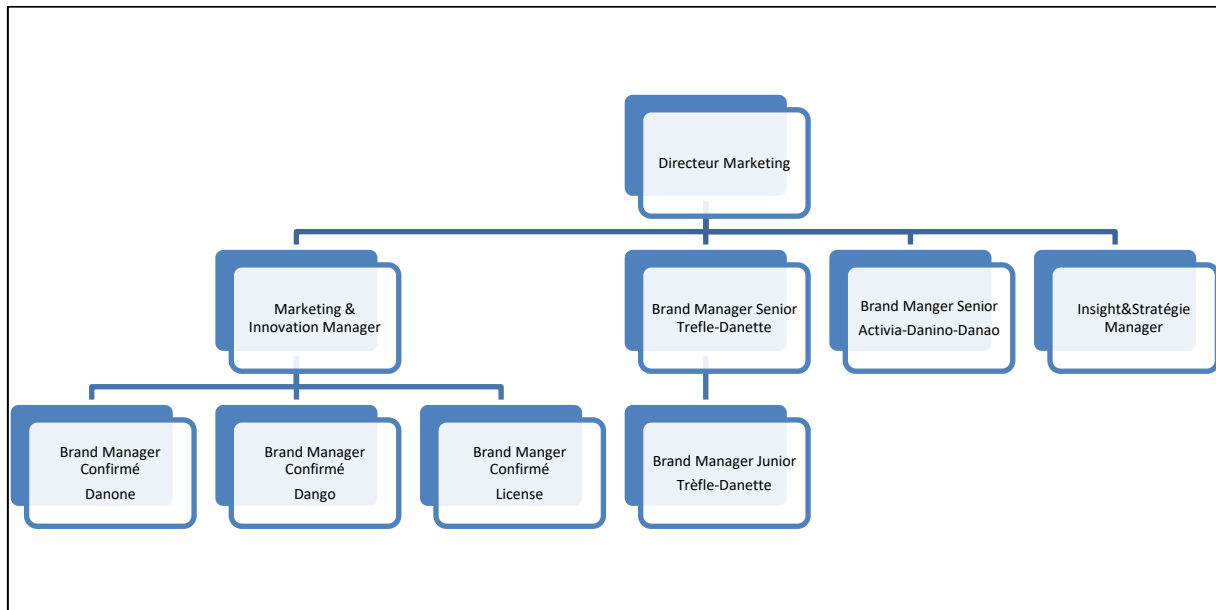 Directeur Marketing
Marketing &
Innovation Manager
Brand Manager Senior
Trefle-Danette
Brand Manger Senior
Activia-Danino-Danao
Insight&Stratégie
Manager
Brand Manager
Confirmé
Danone
Brand Manager
Confirmé
Dango
Brand Manger
Confirmé
License
Brand Manager Junior
Trèfle-Danette